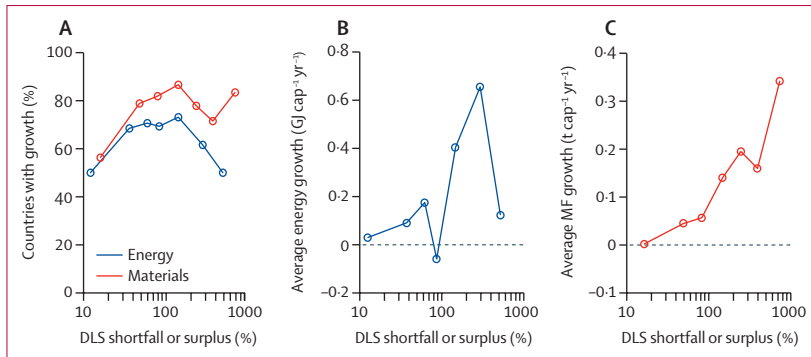 A
Countries with growth (%)
100
80
60
40
20
0
Energy
Materials
10
100
1000
DLS shortfall or surplus (%)
B
Average energy growth (GJ cap⁻¹ yr⁻¹)
0·8
0·6
0·4
0·2
0
–0·2
10
100
1000
DLS shortfall or surplus (%)
C
Average MF growth (t cap⁻¹ yr⁻¹)
0·4
0·3
0·2
0·1
0
–0·1
10
100
1000
DLS shortfall or surplus (%)